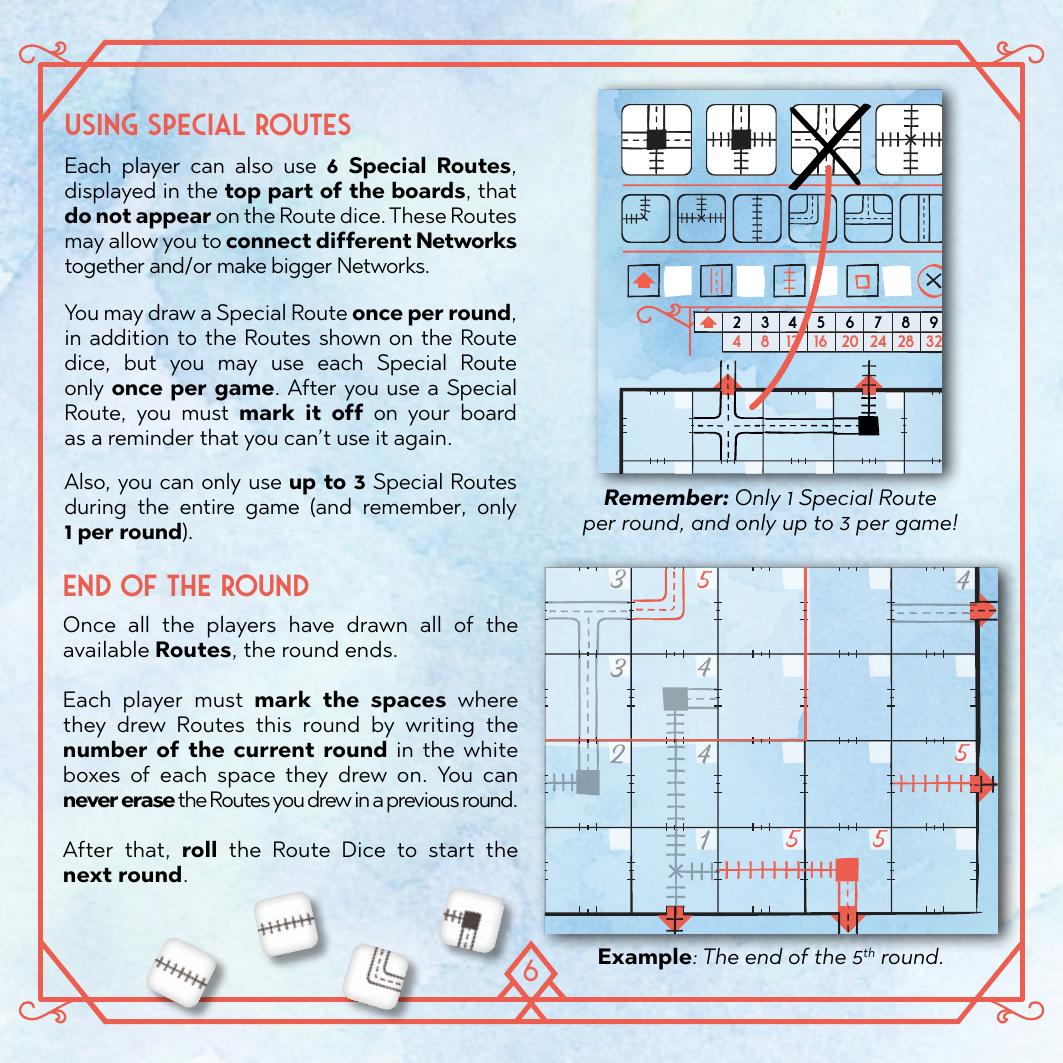 USING SPECIAL ROUTES
Each player can also use 6 Special Routes,
displayed in the top part of the boards, that
do not appear on the Route dice. These Routes
may allow you to connect different Networks
together and/or make bigger Networks.
You may draw a Special Route once per round,
in addition to the Routes shown on the Route
dice, but you may use each Special Route
only once per game. After you use a Special
Route, you must mark it off on your board
as a reminder that you can't use it again.
Also, you can only use up to 3 Special Routes
during the entire game (and remember, only
1 per round).
END OF THE ROUND
Once all the players have drawn all of the
available Routes, the round ends.
Each player must mark the spaces where
they drew Routes this round by writing the
number of the current round in the white
boxes of each space they drew on. You can
never erase the Routes you drew in a previous round.
After that, roll the Route Dice to start the
next round.
2 3 4 5 6 7 8 9
4 8 12 16 20 24 28 32
Remember: Only 1 Special Route
per round, and only up to 3 per game!
3 5 4
3 4
2 4 5
1 5 5
Example: The end of the 5th round.
6